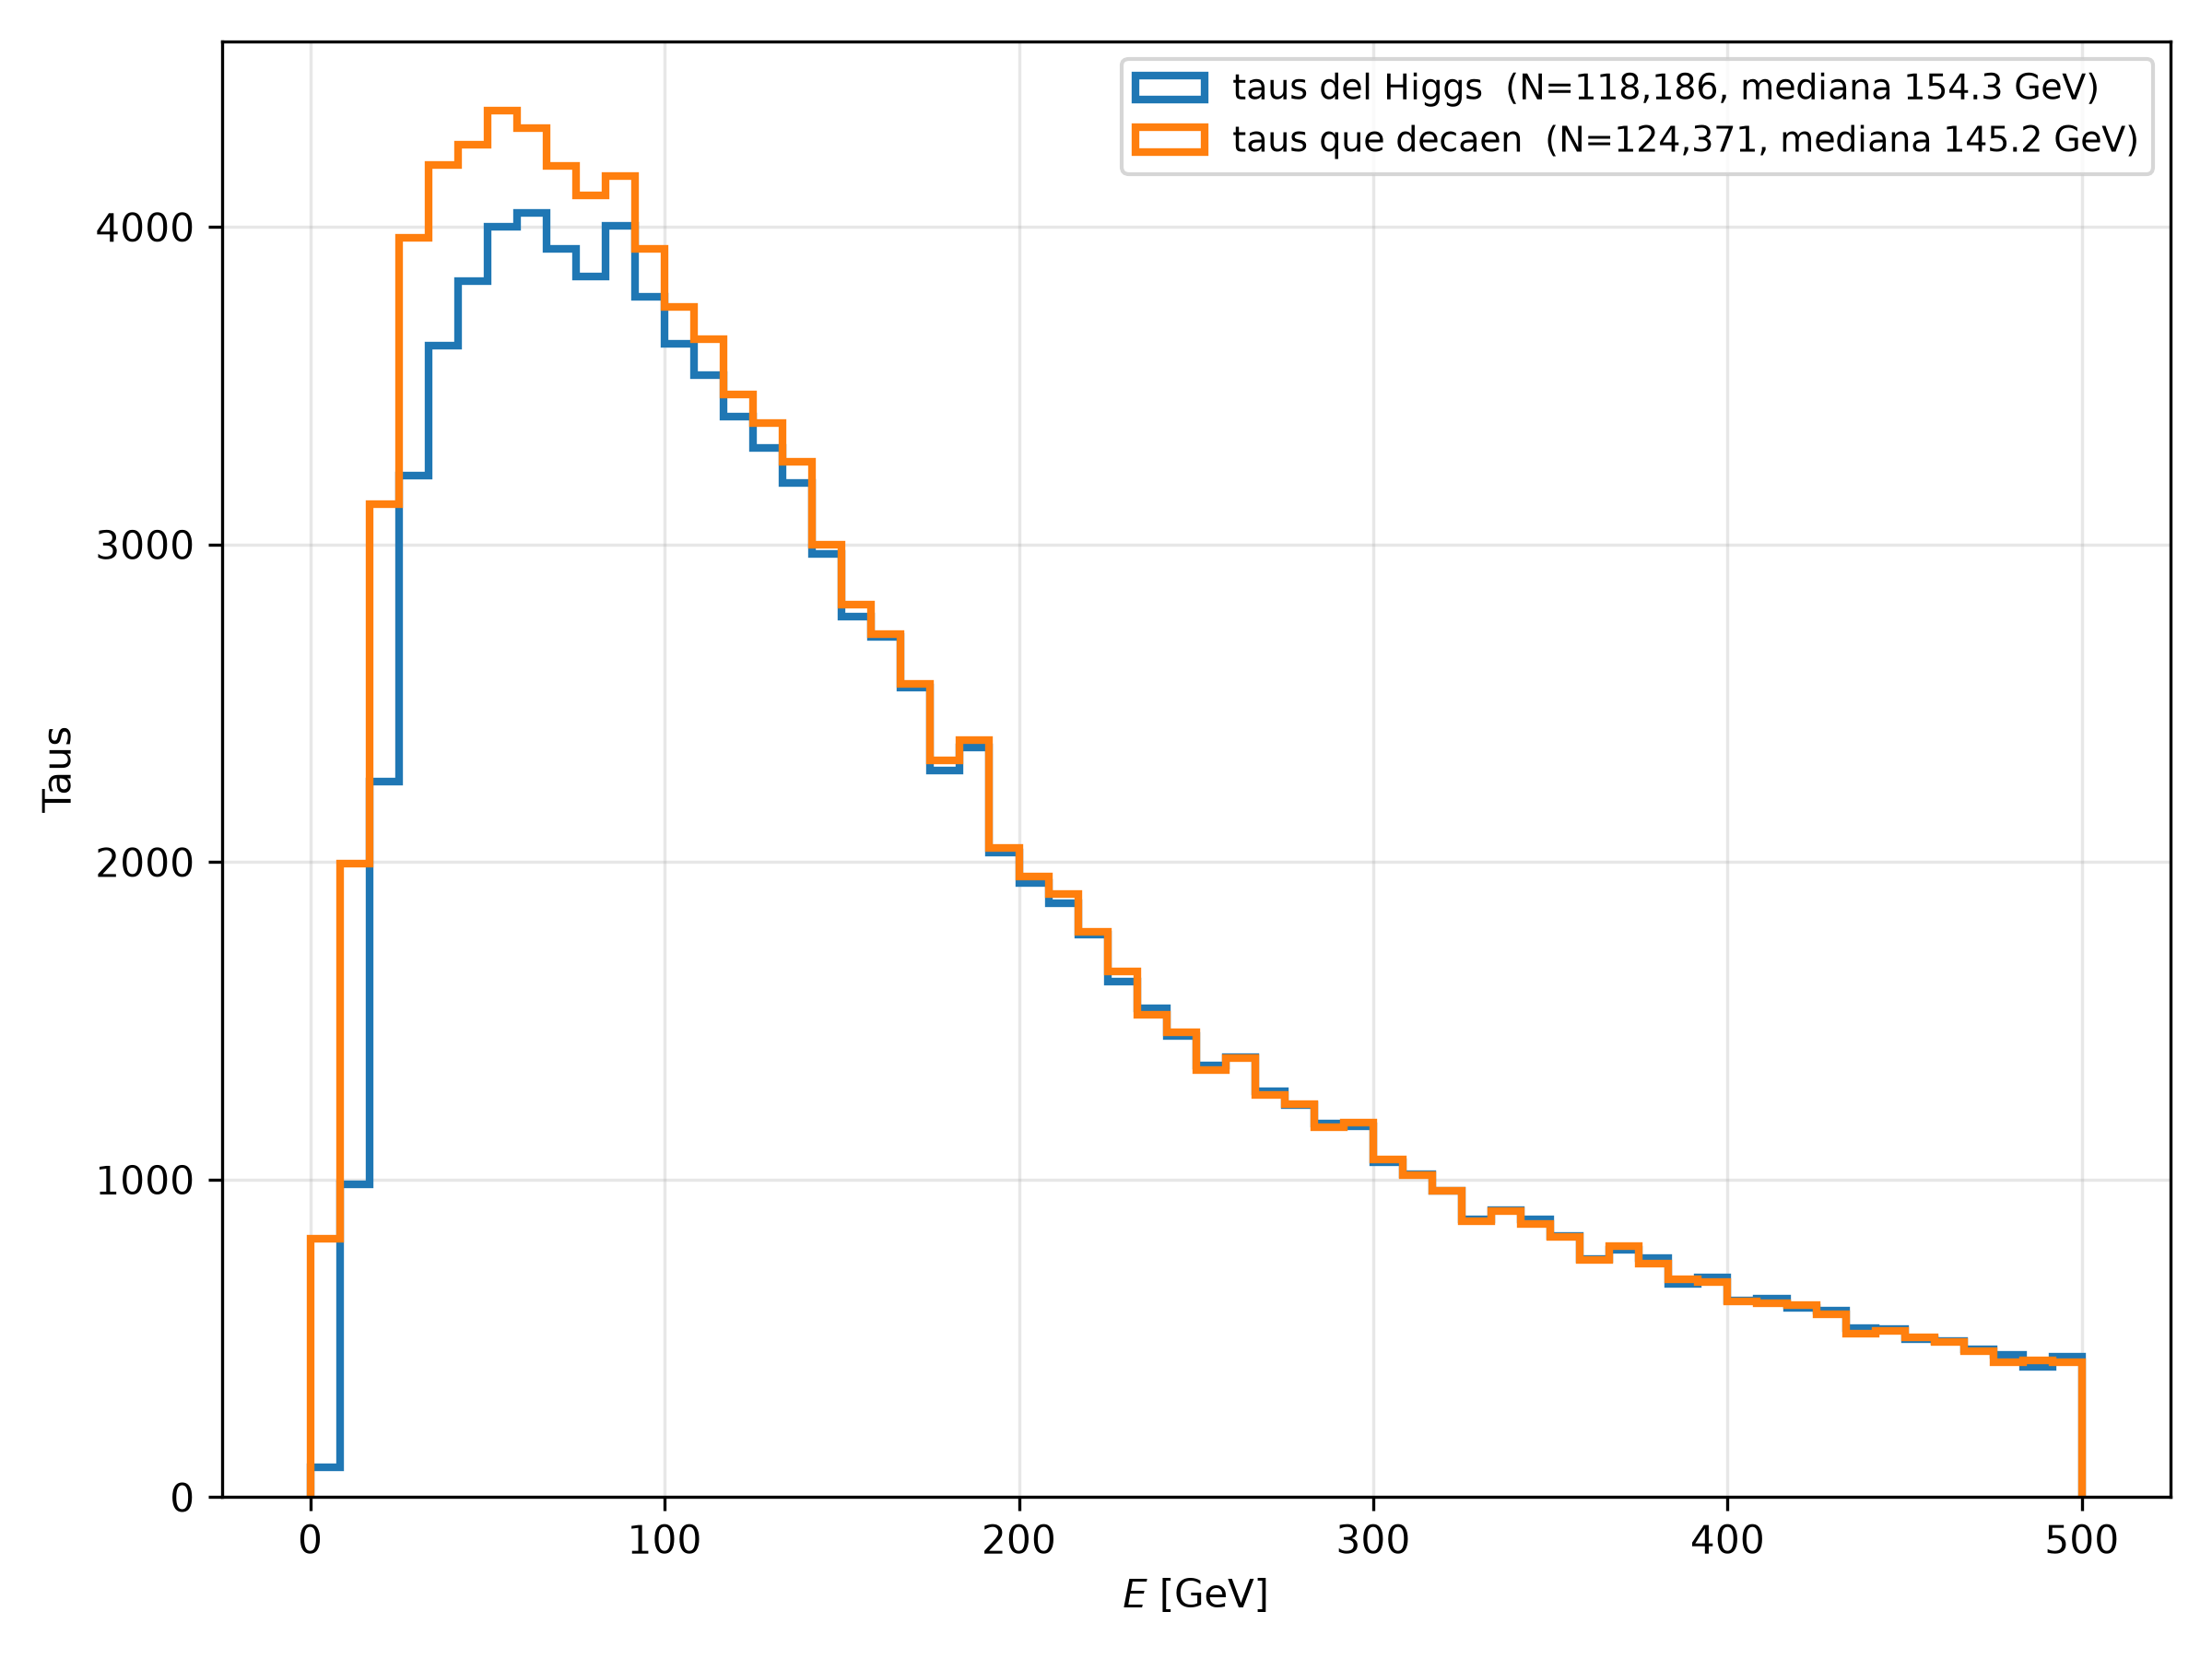 taus del Higgs (N=118,186, mediana 154.3 GeV)
taus que decaen (N=124,371, mediana 145.2 GeV)
4000
3000
2000
1000
0
Taus
0 100 200 300 400 500
E [GeV]